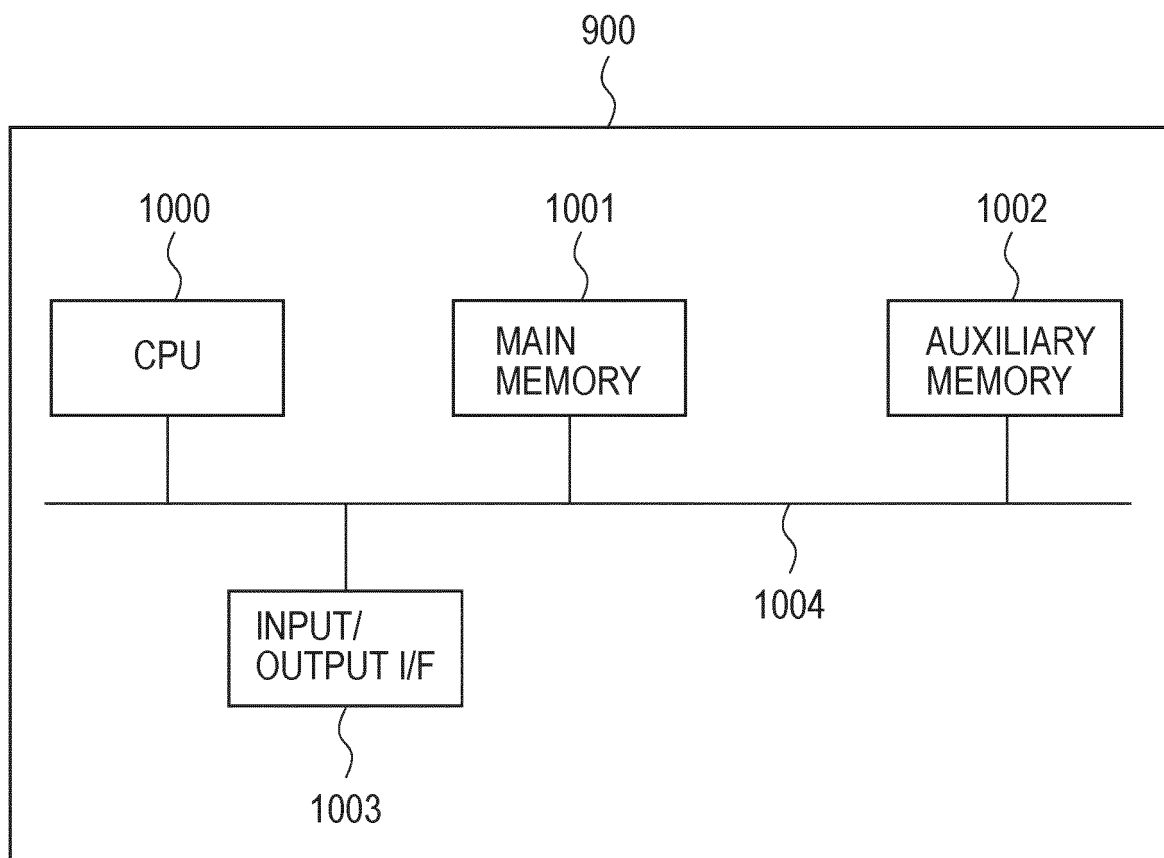 900
1000
1001
1002
CPU
MAIN
MEMORY
AUXILIARY
MEMORY
1004
INPUT/
OUTPUT I/F
1003